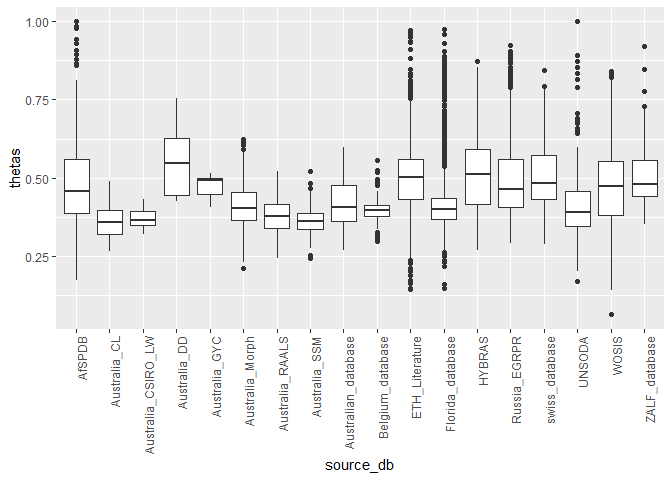 1.00
0.75
0.50
0.25
thetas
AfSPDB
Australia_CL
Australia_CSIRO_LW
Australia_DD
Australia_GYC
Australia_Morph
Australia_RAALS
Australia_SSM
Australian_database
Belgium_database
ETH_Literature
Florida_database
HYBRAS
Russia_EGRPR
swiss_database
UNSODA
WOSIS
ZALF_database
source_db